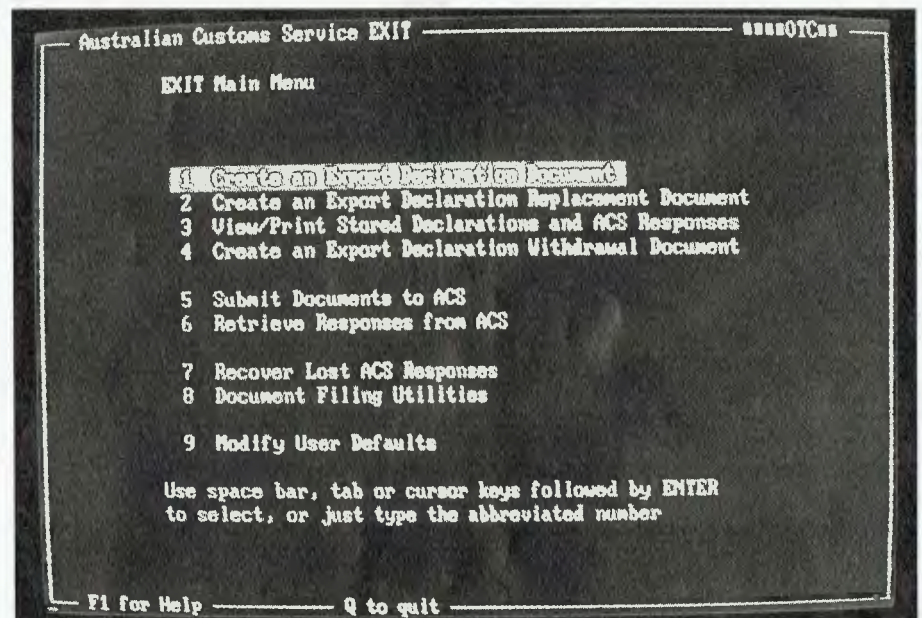 Australian Customs Service EXIT
OTC
EXIT Main Menu
1 Create an Export Declaration Document
2 Create an Export Declaration Replacement Document
3 View/Print Stored Declarations and ACS Responses
4 Create an Export Declaration Withdrawal Document
5 Submit Documents to ACS
6 Retrieve Responses from ACS
7 Recover Lost ACS Responses
8 Document Filing Utilities
9 Modify User Defaults
Use space bar, tab or cursor keys followed by ENTER
to select, or just type the abbreviated number
F1 for Help
Q to quit